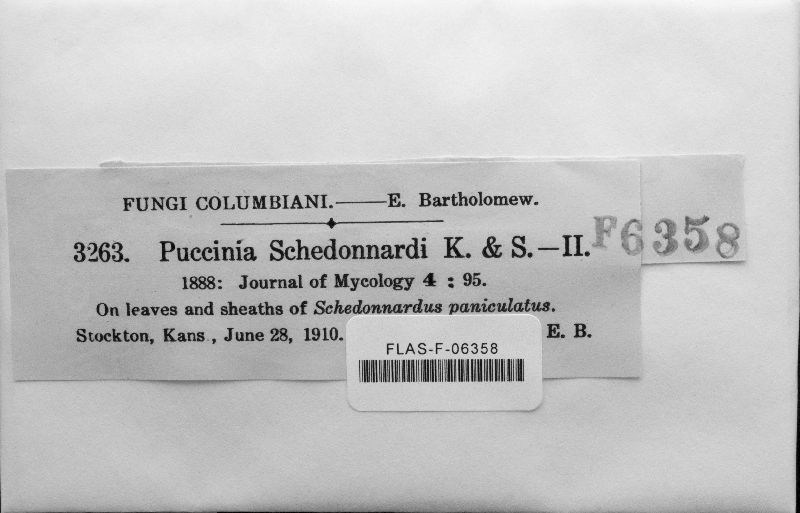 FUNGI COLUMBIANI.——E. Bartholomew.
3263. Puccinia Schedonnardi K. & S.—II.
F6358
1888: Journal of Mycology 4 : 95.
On leaves and sheaths of Schedonnardus paniculatus.
Stockton, Kans., June 28, 1910. E. B.
FLAS-F-06358